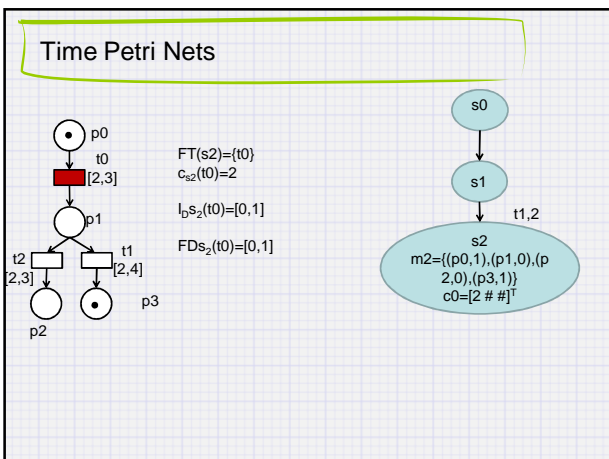 Time Petri Nets
p0
t0
[2,3]
p1
t2
[2,3]
t1
[2,4]
p3
p2
FT(s2)={t0}
cs2(t0)=2
IDs2(t0)=[0,1]
FDs2(t0)=[0,1]
s0
s1
t1,2
s2
m2={(p0,1),(p1,0),(p
2,0),(p3,1)}
c0=[2 # #]T